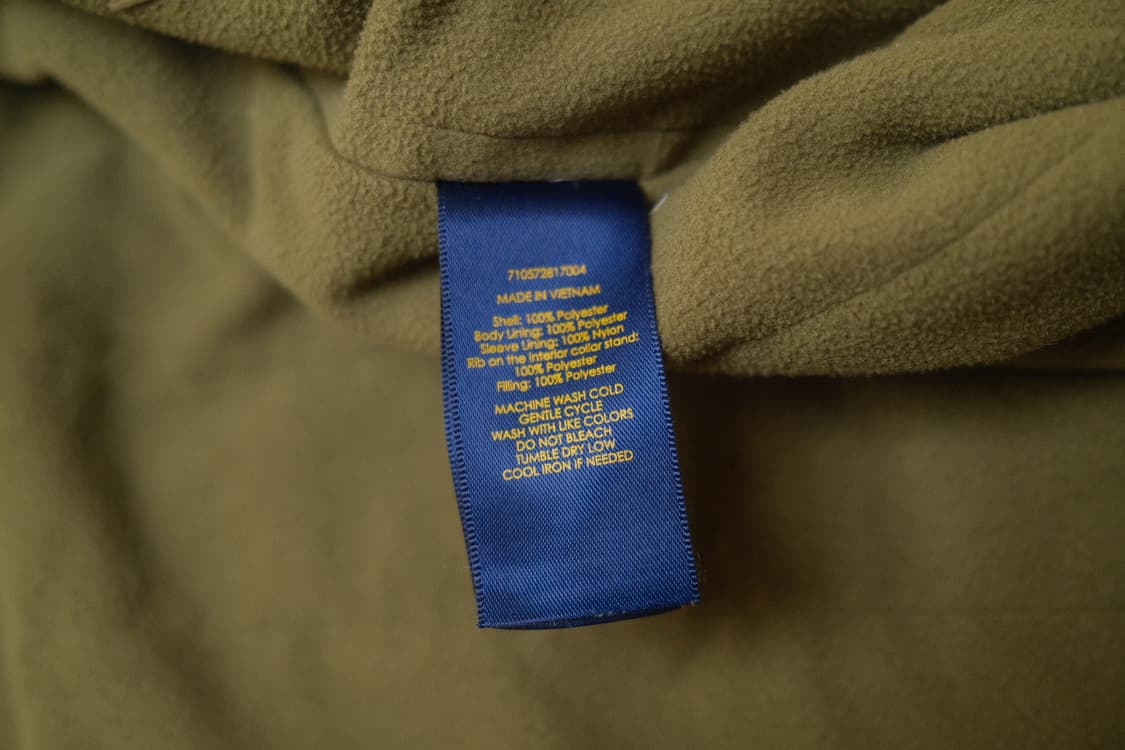 710572817004
MADE IN VIETNAM
Shell: 100% Polyester
Body Lining: 100% Polyester
Sleeve Lining: 100% Nylon
Rib on the interior collar stand:
100% Polyester
Filling: 100% Polyester
MACHINE WASH COLD
GENTLE CYCLE
WASH WITH LIKE COLORS
DO NOT BLEACH
TUMBLE DRY LOW
COOL IRON IF NEEDED